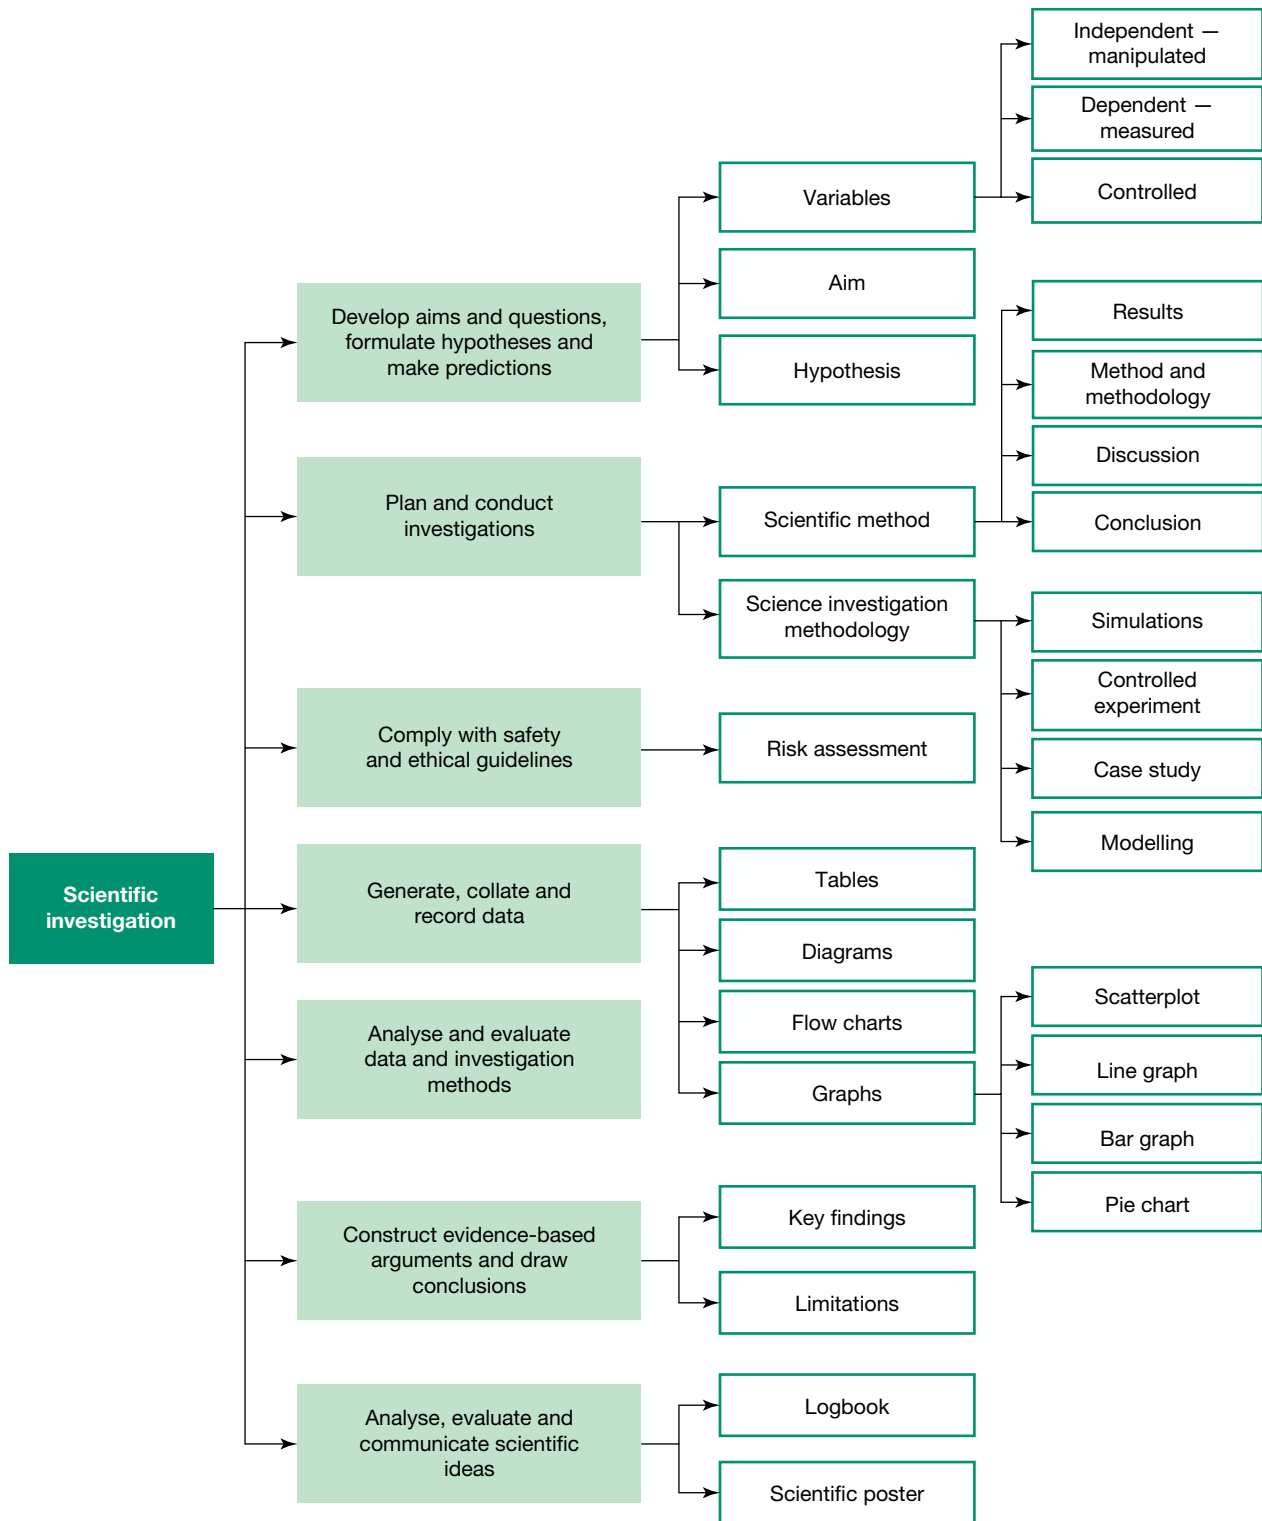 Scientific
investigation
Develop aims and questions,
formulate hypotheses and
make predictions
Variables
Independent —
manipulated
Dependent —
measured
Controlled
Aim
Hypothesis
Plan and conduct
investigations
Scientific method
Results
Method and
methodology
Discussion
Conclusion
Science investigation
methodology
Simulations
Controlled
experiment
Case study
Modelling
Comply with safety
and ethical guidelines
Risk assessment
Generate, collate and
record data
Tables
Diagrams
Flow charts
Graphs
Scatterplot
Line graph
Bar graph
Pie chart
Analyse and evaluate
data and investigation
methods
Construct evidence-based
arguments and draw
conclusions
Key findings
Limitations
Analyse, evaluate and
communicate scientific
ideas
Logbook
Scientific poster